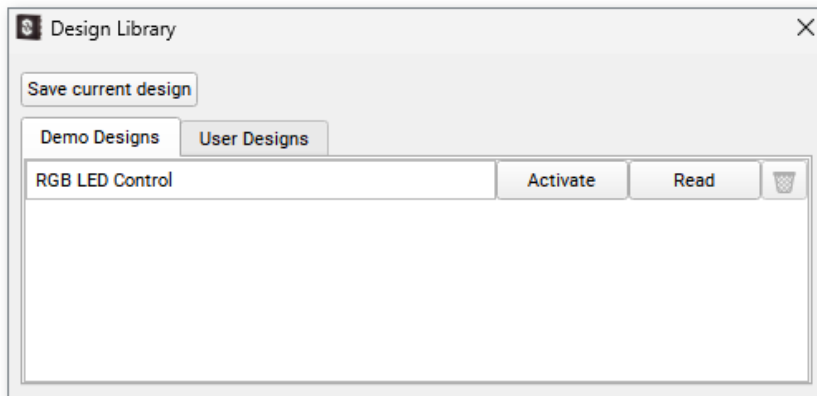 Design Library
Save current design
Demo Designs User Designs
RGB LED Control Activate Read